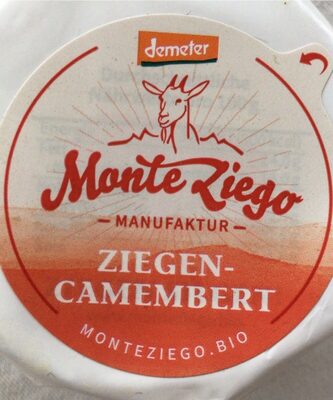 demeter
Monte Ziego
MANUFAKTUR
ZIEGEN-
CAMEMBERT
MONTEZIEGO.BIO